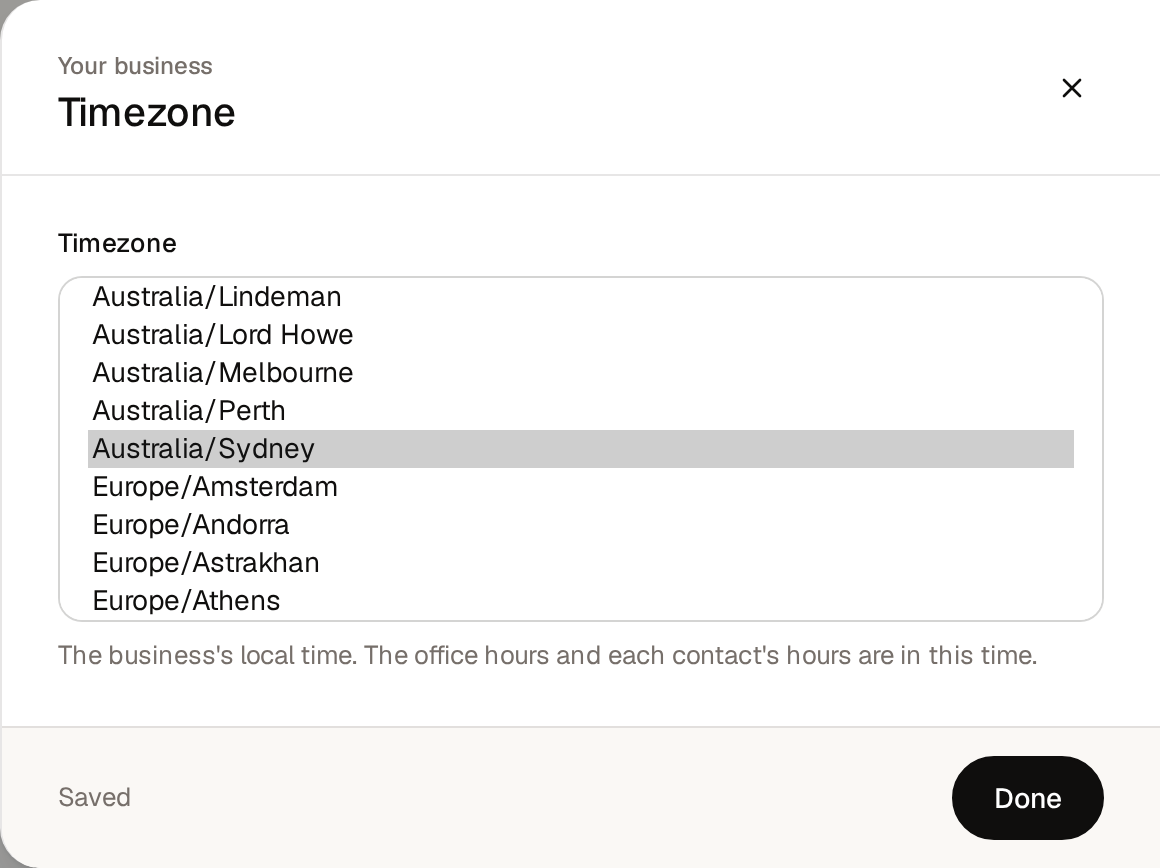 Your business
Timezone
Timezone
Australia/Lindeman
Australia/Lord Howe
Australia/Melbourne
Australia/Perth
Australia/Sydney
Europe/Amsterdam
Europe/Andorra
Europe/Astrakhan
Europe/Athens
The business's local time. The office hours and each contact's hours are in this time.
Saved
Done